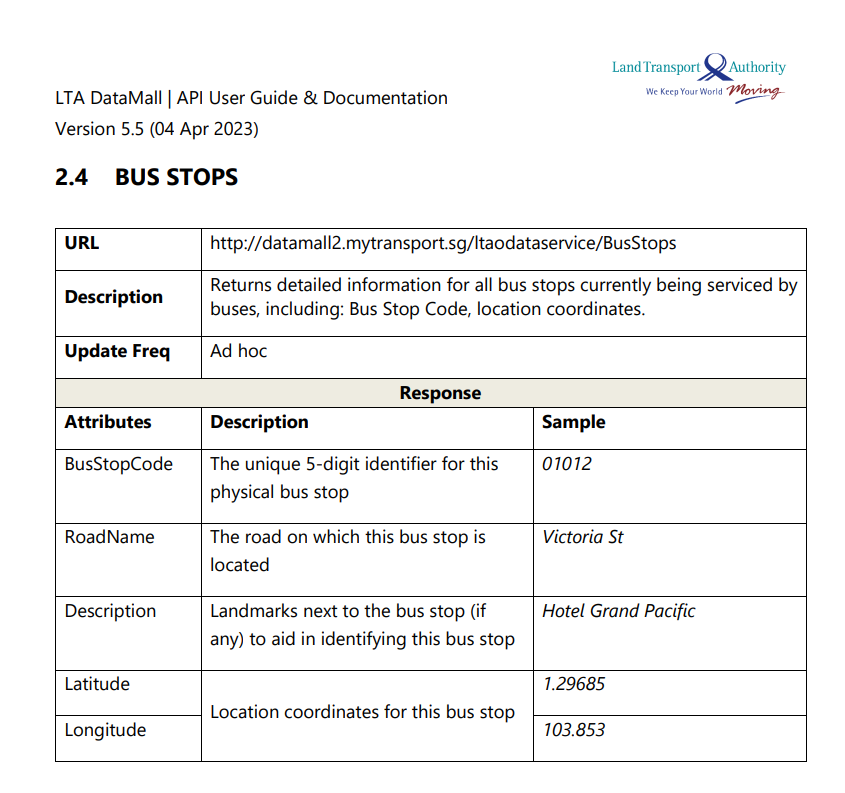 Land Transport Authority
We Keep Your World Moving
LTA DataMall | API User Guide & Documentation
Version 5.5 (04 Apr 2023)
2.4 BUS STOPS
URL http://datamall2.mytransport.sg/ltaodataservice/BusStops
Description Returns detailed information for all bus stops currently being serviced by
buses, including: Bus Stop Code, location coordinates.
Update Freq Ad hoc
Response
Attributes Description Sample
BusStopCode The unique 5-digit identifier for this 01012
physical bus stop
RoadName The road on which this bus stop is Victoria St
located
Description Landmarks next to the bus stop (if Hotel Grand Pacific
any) to aid in identifying this bus stop
Latitude 1.29685
Location coordinates for this bus stop
Longitude 103.853